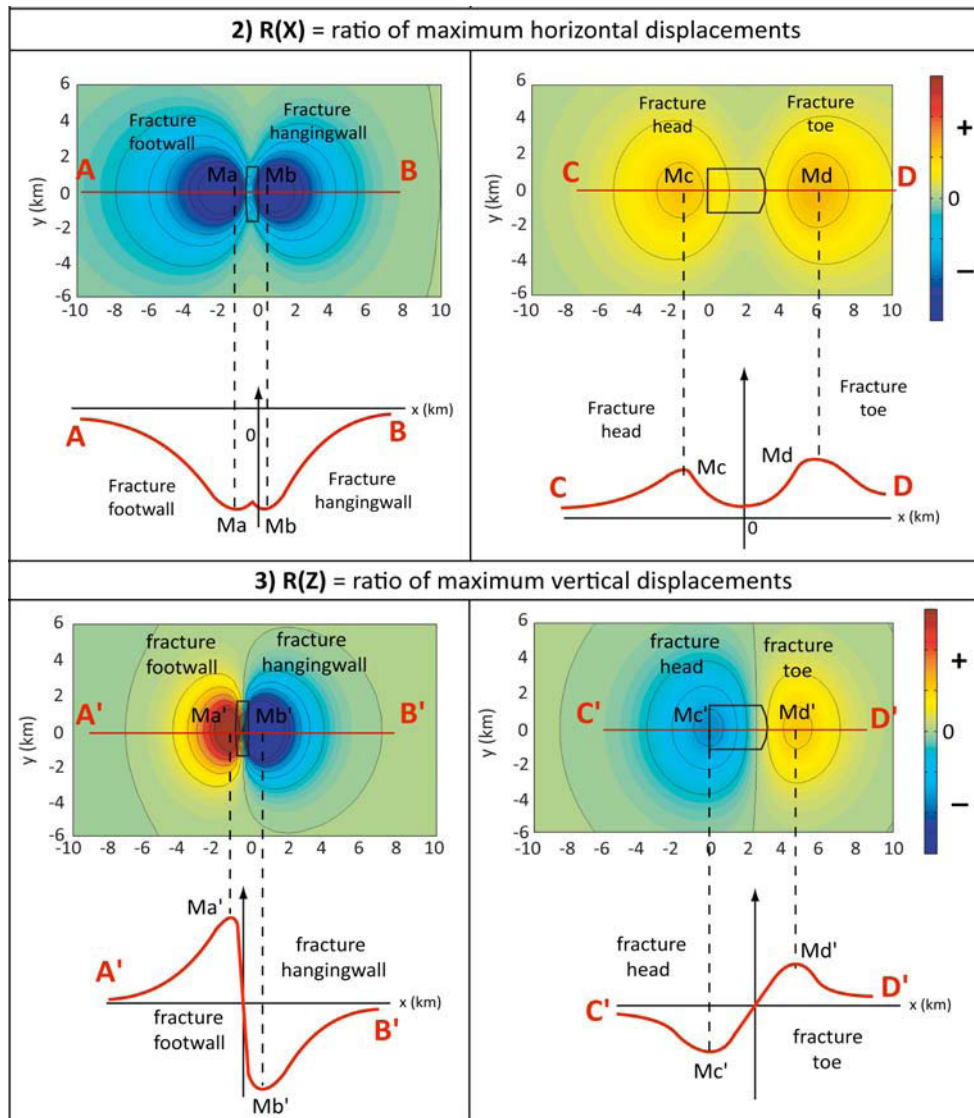 2) R(X) = ratio of maximum horizontal displacements
6
4
2
0
-2
-4
-6
y (km)
Fracture
footwall
Fracture
hangingwall
A
Ma
Mb
B
-10 -8 -6 -4 -2 0 2 4 6 8 10
6
4
2
0
-2
-4
-6
y (km)
Fracture
head
Fracture
toe
C
Mc
Md
D
-10 -8 -6 -4 -2 0 2 4 6 8 10
+
0
−
x (km)
0
A
B
Fracture
footwall
Fracture
hangingwall
Ma
Mb
Fracture
head
Fracture
toe
Mc
Md
C
D
x (km)
0
3) R(Z) = ratio of maximum vertical displacements
6
4
2
0
-2
-4
-6
y (km)
fracture
footwall
fracture
hangingwall
A'
Ma'
Mb'
B'
-10 -8 -6 -4 -2 0 2 4 6 8 10
6
4
2
0
-2
-4
-6
y (km)
fracture
head
fracture
toe
C'
Mc'
Md'
D'
-10 -8 -6 -4 -2 0 2 4 6 8 10
+
0
−
Ma'
fracture
hangingwall
A'
x (km)
fracture
footwall
B'
Mb'
fracture
head
Md'
D'
x (km)
C'
fracture
toe
Mc'